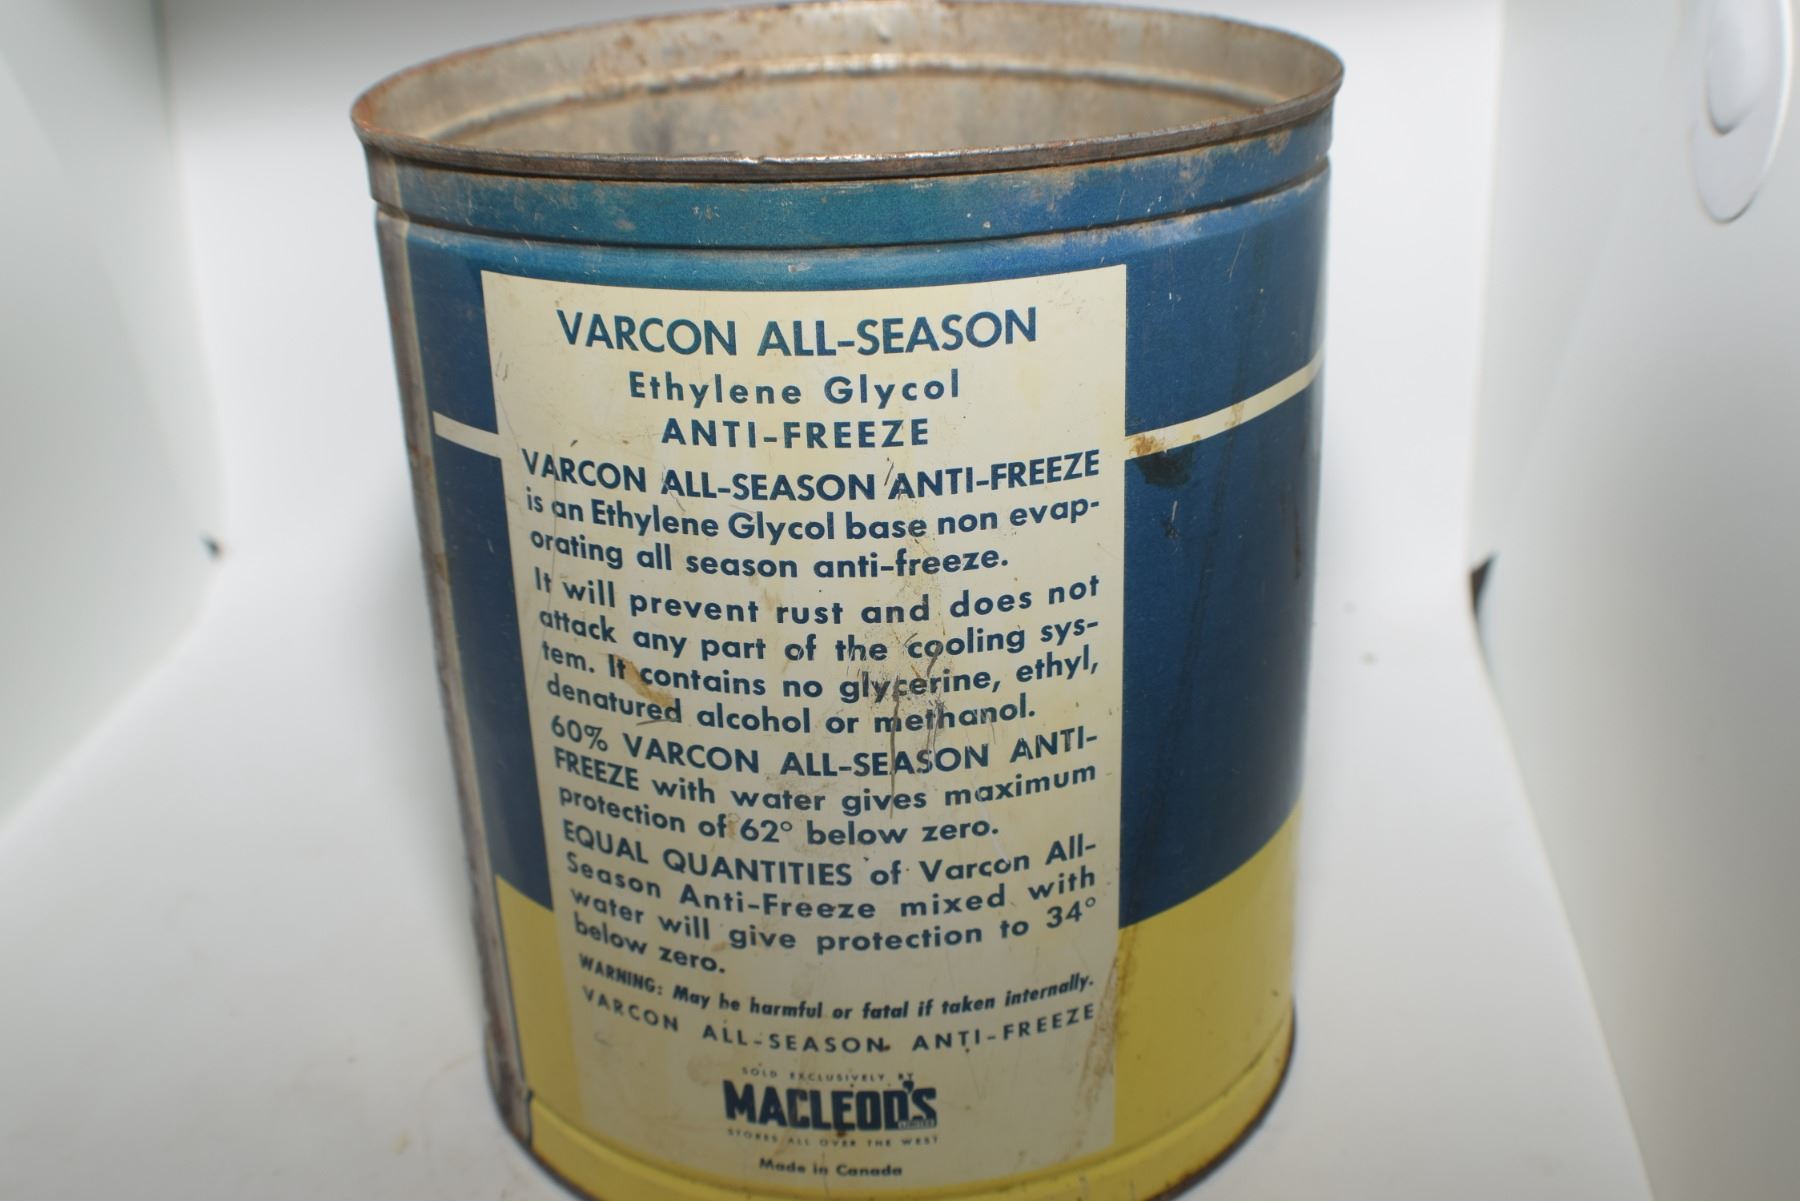 VARCON ALL-SEASON
Ethylene Glycol
ANTI-FREEZE
VARCON ALL-SEASON ANTI-FREEZE
is an Ethylene Glycol base non evap-
orating all season anti-freeze.
It will prevent rust and does not
attack any part of the cooling sys-
tem. It contains no glycerine, ethyl,
denatured alcohol or methanol.
60% VARCON ALL-SEASON ANTI-
FREEZE with water gives maximum
protection of 62° below zero.
EQUAL QUANTITIES of Varcon All-
Season Anti-Freeze mixed with
water will give protection to 34°
below zero.
WARNING: May be harmful or fatal if taken internally.
VARCON ALL-SEASON ANTI-FREEZE
SOLD EXCLUSIVELY BY
MACLEOD'S
STORES ALL OVER THE WEST
Made in Canada